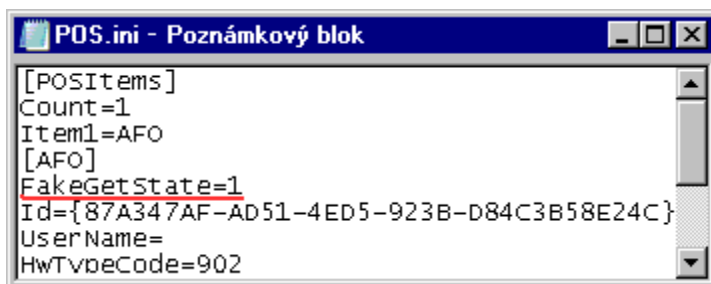 POS.ini - Poznámkový blok
[POSItems]
Count=1
Item1=AFO
[AFO]
FakeGetState=1
Id={87A347AF-AD51-4ED5-923B-D84C3B58E24C}
UserName=
HwTypeCode=902